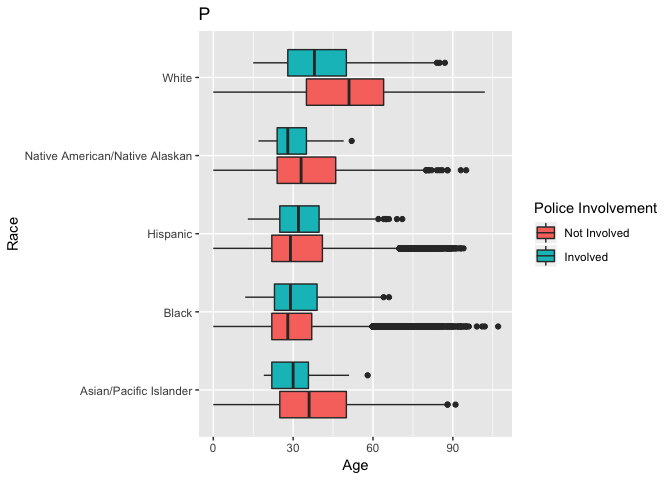 P
Race
White
Native American/Native Alaskan
Hispanic
Black
Asian/Pacific Islander
0 30 60 90
Age
Police Involvement
Not Involved
Involved